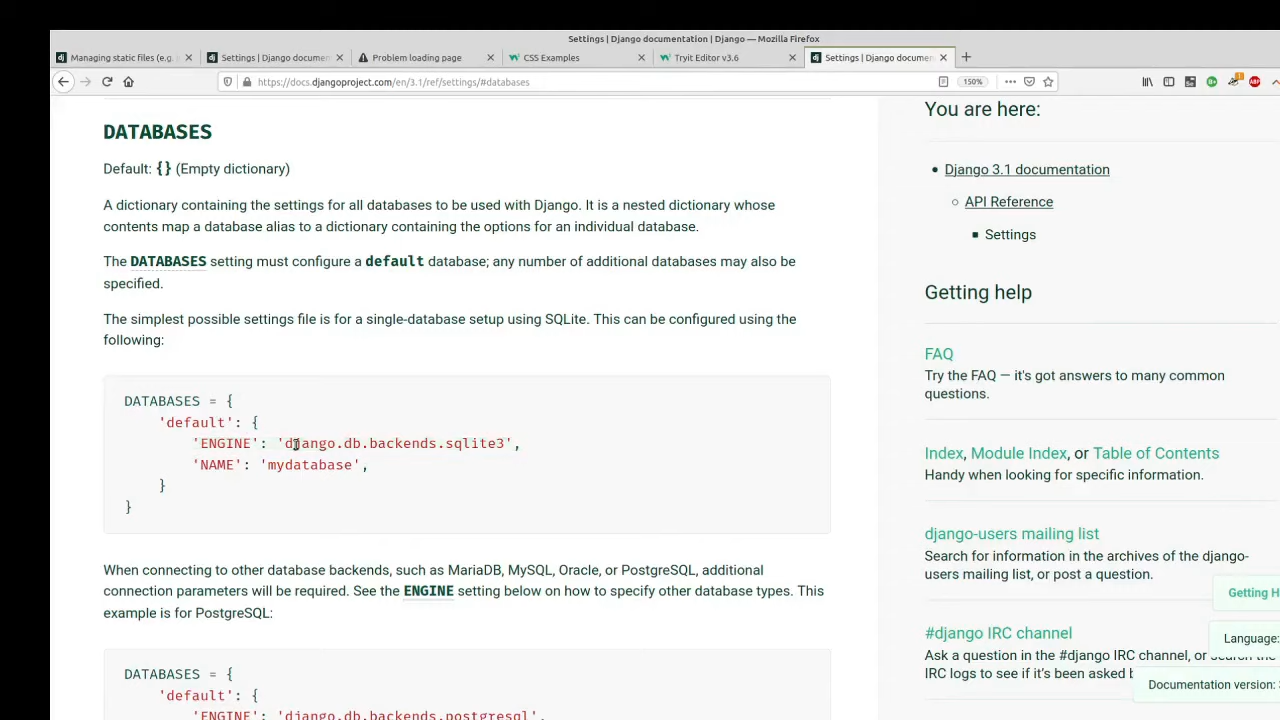 Settings | Django documentation | Django — Mozilla Firefox
Managing static files (e.g.
Settings | Django documen
Problem loading page
CSS Examples
Tryit Editor v3.6
Settings | Django documen
https://docs.djangoproject.com/en/3.1/ref/settings/#databases
150%
DATABASES
Default: {} (Empty dictionary)
A dictionary containing the settings for all databases to be used with Django. It is a nested dictionary whose
contents map a database alias to a dictionary containing the options for an individual database.
The DATABASES setting must configure a default database; any number of additional databases may also be
specified.
The simplest possible settings file is for a single-database setup using SQLite. This can be configured using the
following:
DATABASES = {
'default': {
'ENGINE': 'django.db.backends.sqlite3',
'NAME': 'mydatabase',
}
}
When connecting to other database backends, such as MariaDB, MySQL, Oracle, or PostgreSQL, additional
connection parameters will be required. See the ENGINE setting below on how to specify other database types. This
example is for PostgreSQL:
DATABASES = {
'default': {
'ENGINE': 'django.db.backends.postgresql',
You are here:
Django 3.1 documentation
API Reference
Settings
Getting help
FAQ
Try the FAQ — it's got answers to many common
questions.
Index, Module Index, or Table of Contents
Handy when looking for specific information.
django-users mailing list
Search for information in the archives of the django-
users mailing list, or post a question.
Getting H
#django IRC channel
Language:
Ask a question in the #django IRC channel, or search the
IRC logs to see if it's been asked
Documentation version: